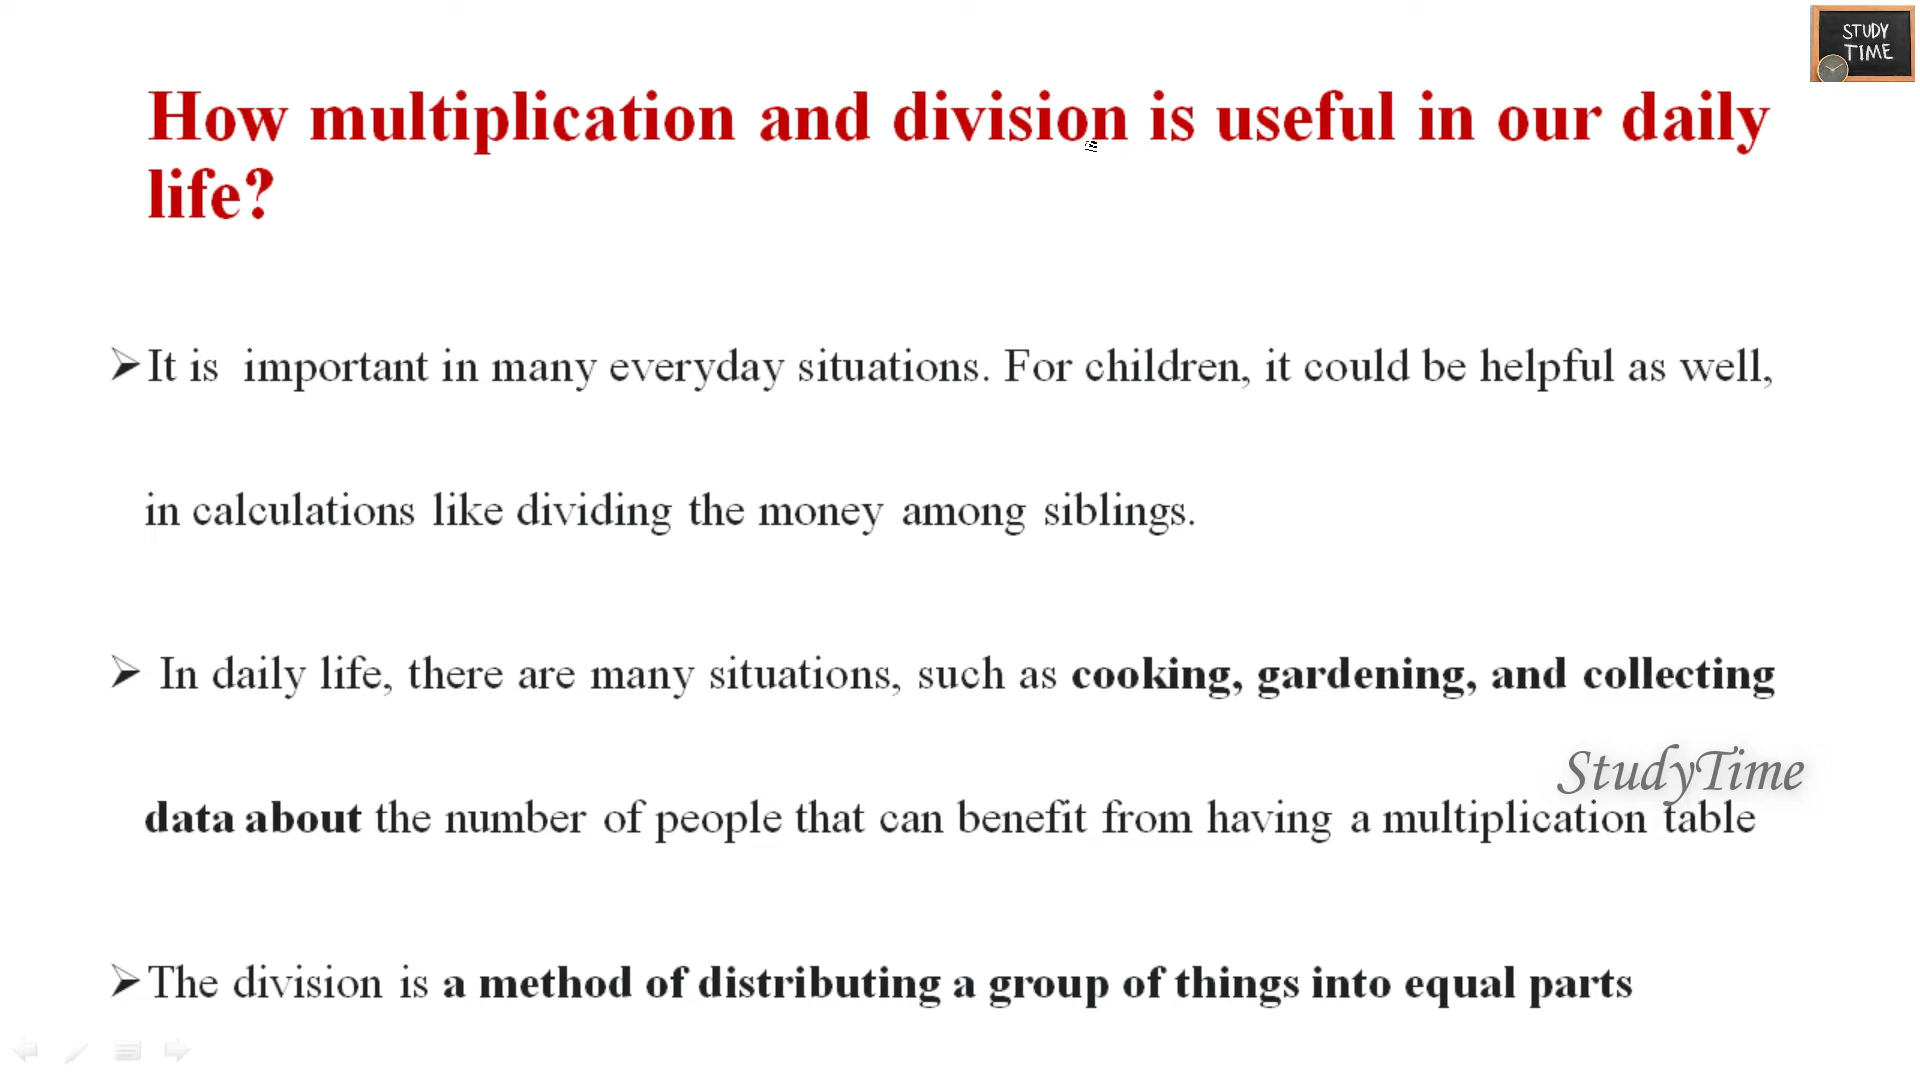 STUDY
TIME
How multiplication and division is useful in our daily
life?
➢It is important in many everyday situations. For children, it could be helpful as well,
in calculations like dividing the money among siblings.
➢ In daily life, there are many situations, such as cooking, gardening, and collecting
StudyTime
data about the number of people that can benefit from having a multiplication table
➢The division is a method of distributing a group of things into equal parts